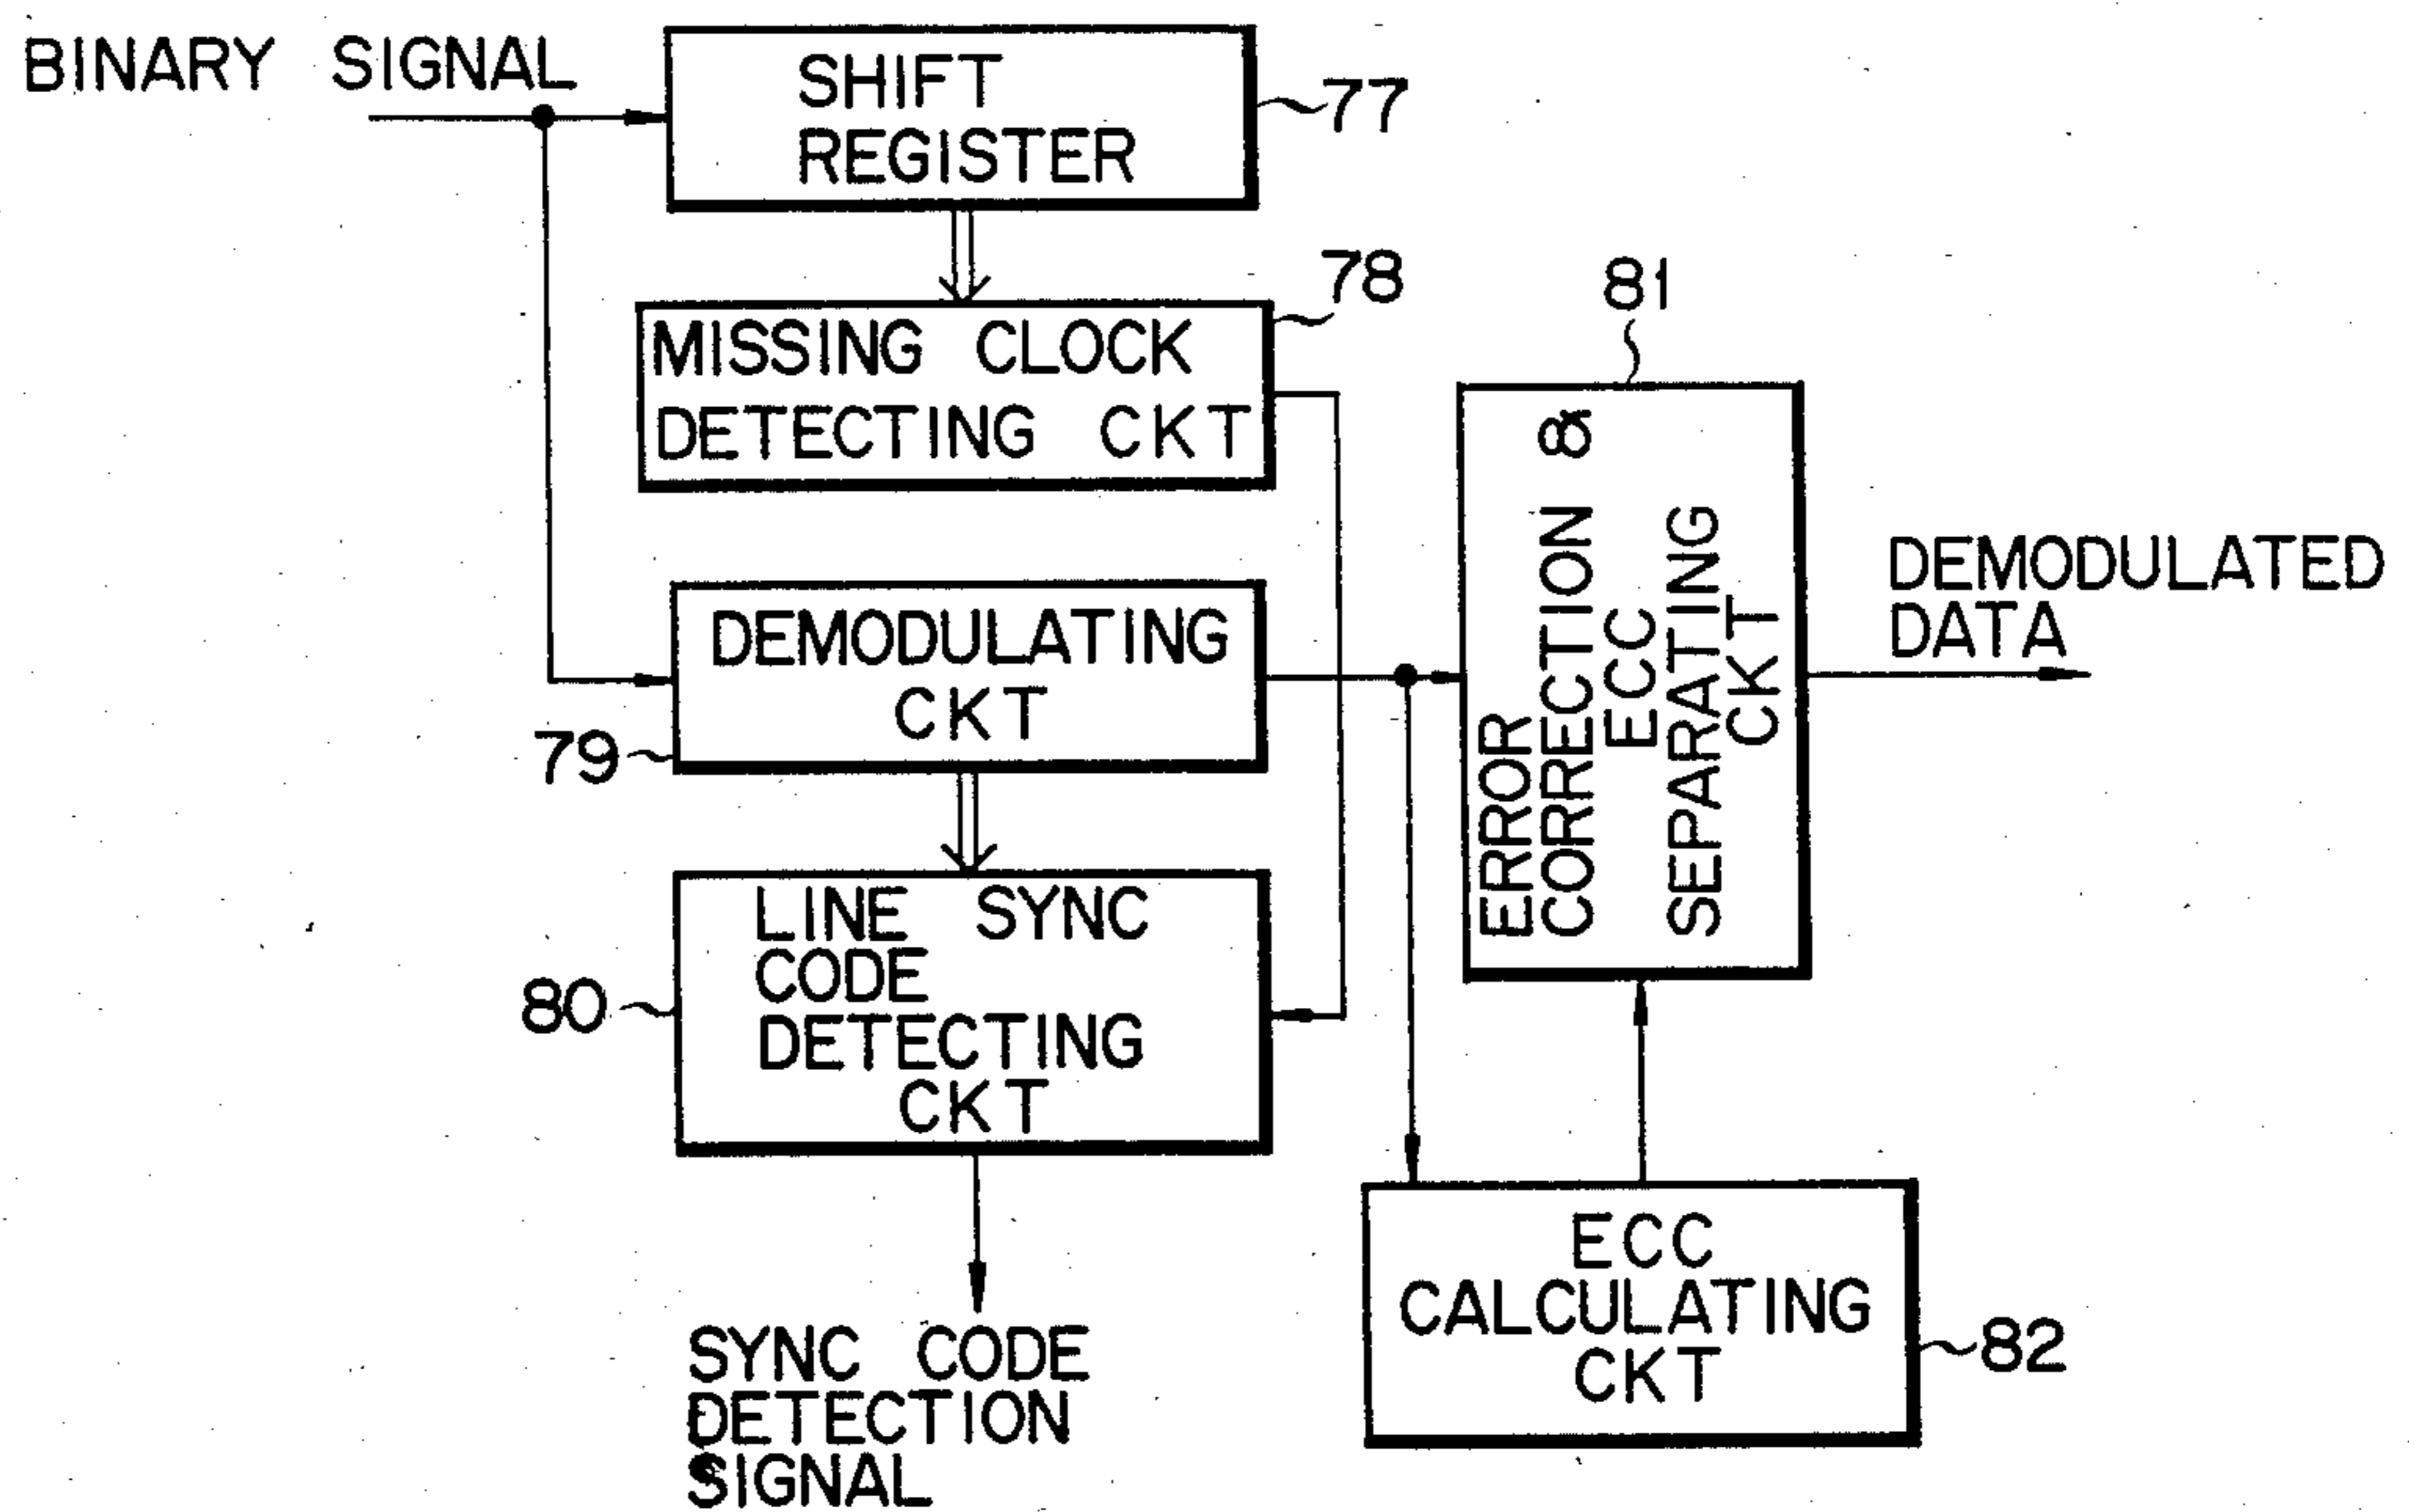 BINARY SIGNAL
SHIFT
REGISTER
77
MISSING CLOCK
DETECTING CKT
78
81
ERROR
CORRECTION &
ECC
SEPARATING
CKT
DEMODULATED
DATA
DEMODULATING
CKT
79
LINE SYNC
CODE
DETECTING
CKT
80
ECC
CALCULATING
CKT
82
SYNC CODE
DETECTION
SIGNAL